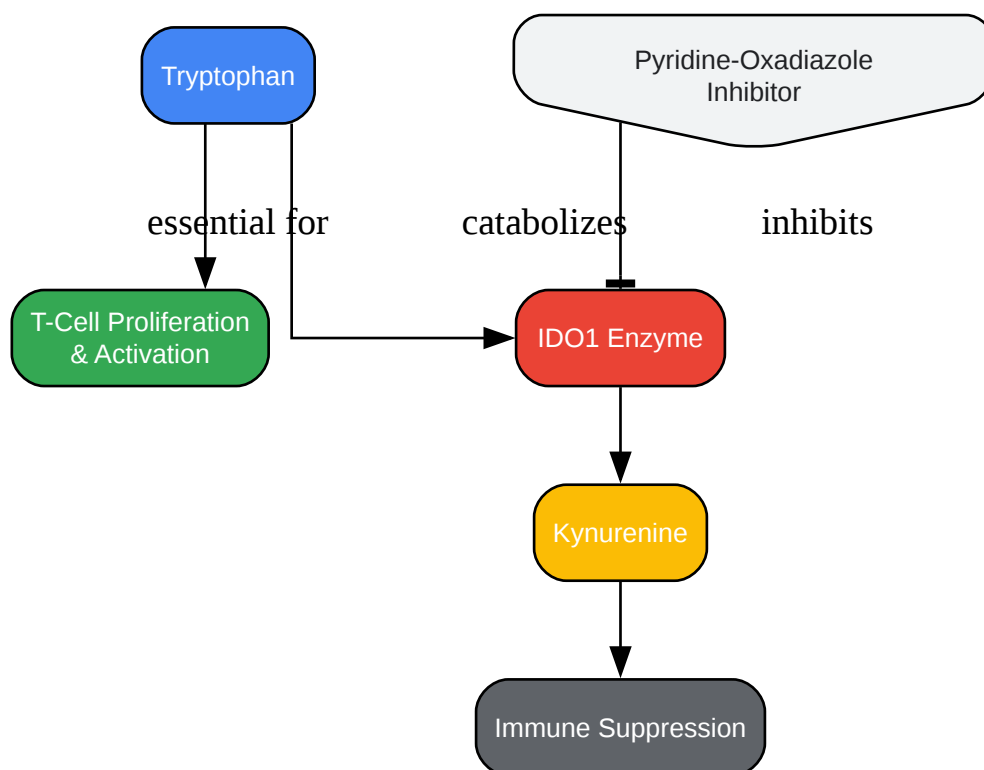 Tryptophan
Pyridine-Oxadiazole
Inhibitor
essential for
catabolizes
inhibits
T-Cell Proliferation
& Activation
IDO1 Enzyme
Kynurenine
Immune Suppression